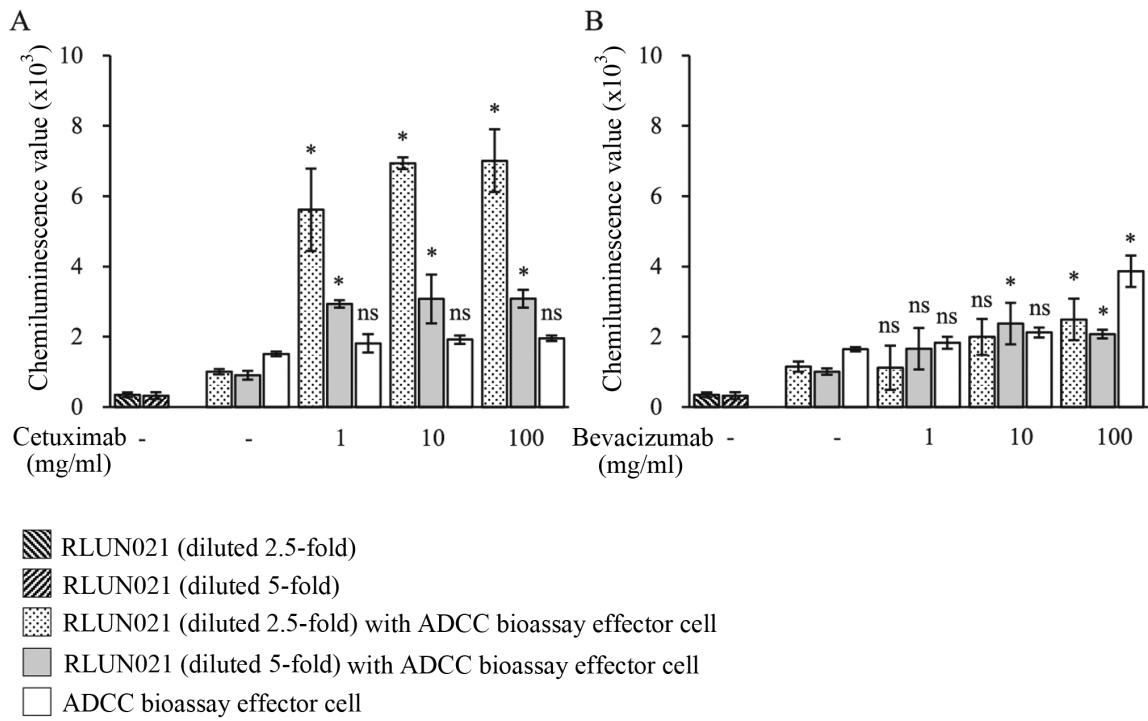 A
Chemiluminescence value (x10³)
10
8
6
4
2
0
* * * * * *
ns ns ns
Cetuximab - - 1 10 100
(mg/ml)
B
Chemiluminescence value (x10³)
10
8
6
4
2
0
ns ns ns ns * ns * * *
Bevacizumab - - 1 10 100
(mg/ml)
RLUN021 (diluted 2.5-fold)
RLUN021 (diluted 5-fold)
RLUN021 (diluted 2.5-fold) with ADCC bioassay effector cell
RLUN021 (diluted 5-fold) with ADCC bioassay effector cell
ADCC bioassay effector cell